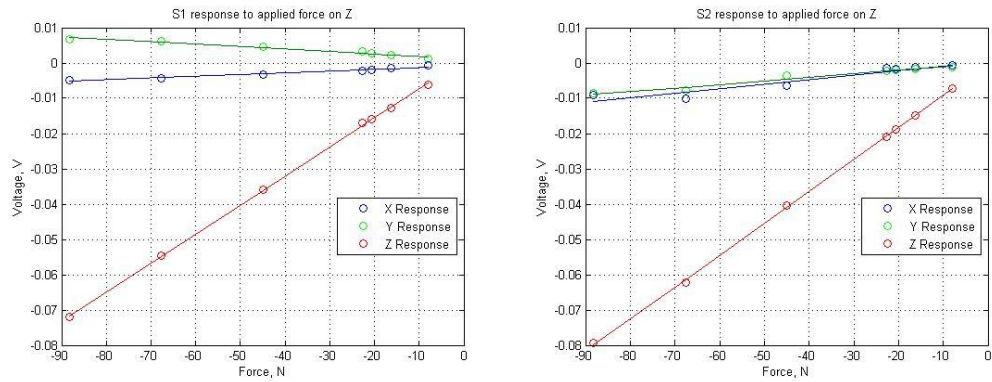 S1 response to applied force on Z
0.01
0
-0.01
-0.02
-0.03
-0.04
-0.05
-0.06
-0.07
-0.08
Voltage, V
X Response
Y Response
Z Response
-90 -80 -70 -60 -50 -40 -30 -20 -10 0
Force, N
S2 response to applied force on Z
0.01
0
-0.01
-0.02
-0.03
-0.04
-0.05
-0.06
-0.07
-0.08
Voltage, V
X Response
Y Response
Z Response
-90 -80 -70 -60 -50 -40 -30 -20 -10 0
Force, N